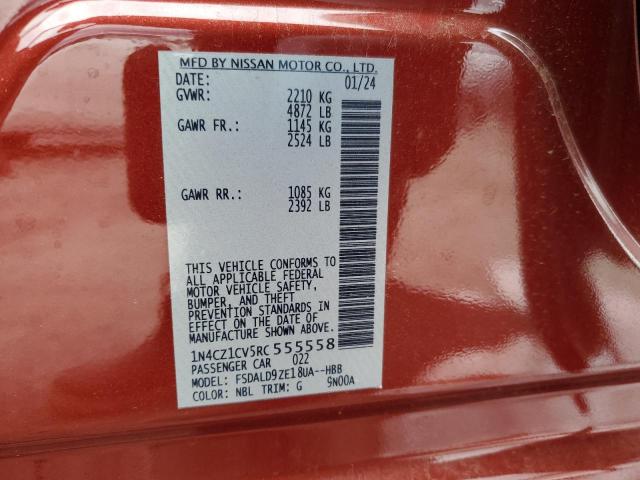 MFD BY NISSAN MOTOR CO., LTD.
DATE: 01/24
GVWR: 2210 KG
4872 LB
GAWR FR.: 1145 KG
2524 LB
GAWR RR.: 1085 KG
2392 LB
THIS VEHICLE CONFORMS TO
ALL APPLICABLE FEDERAL
MOTOR VEHICLE SAFETY,
BUMPER, AND THEFT
PREVENTION STANDARDS IN
EFFECT ON THE DATE OF
MANUFACTURE SHOWN ABOVE.
1N4CZ1CV5RC555558
PASSENGER CAR 022
MODEL: FSDALD9ZE18UA--HBB
COLOR: NBL TRIM: G 9N00A